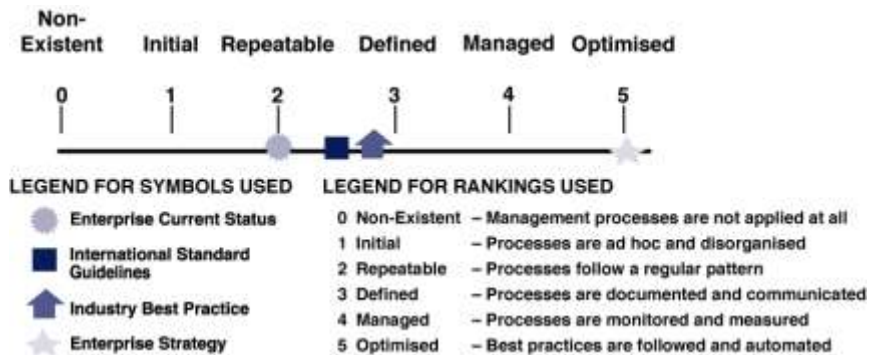 Non-
Existent Initial Repeatable Defined Managed Optimised
0 1 2 3 4 5
LEGEND FOR SYMBOLS USED
Enterprise Current Status
International Standard
Guidelines
Industry Best Practice
Enterprise Strategy
LEGEND FOR RANKINGS USED
0 Non-Existent – Management processes are not applied at all
1 Initial – Processes are ad hoc and disorganised
2 Repeatable – Processes follow a regular pattern
3 Defined – Processes are documented and communicated
4 Managed – Processes are monitored and measured
5 Optimised – Best practices are followed and automated